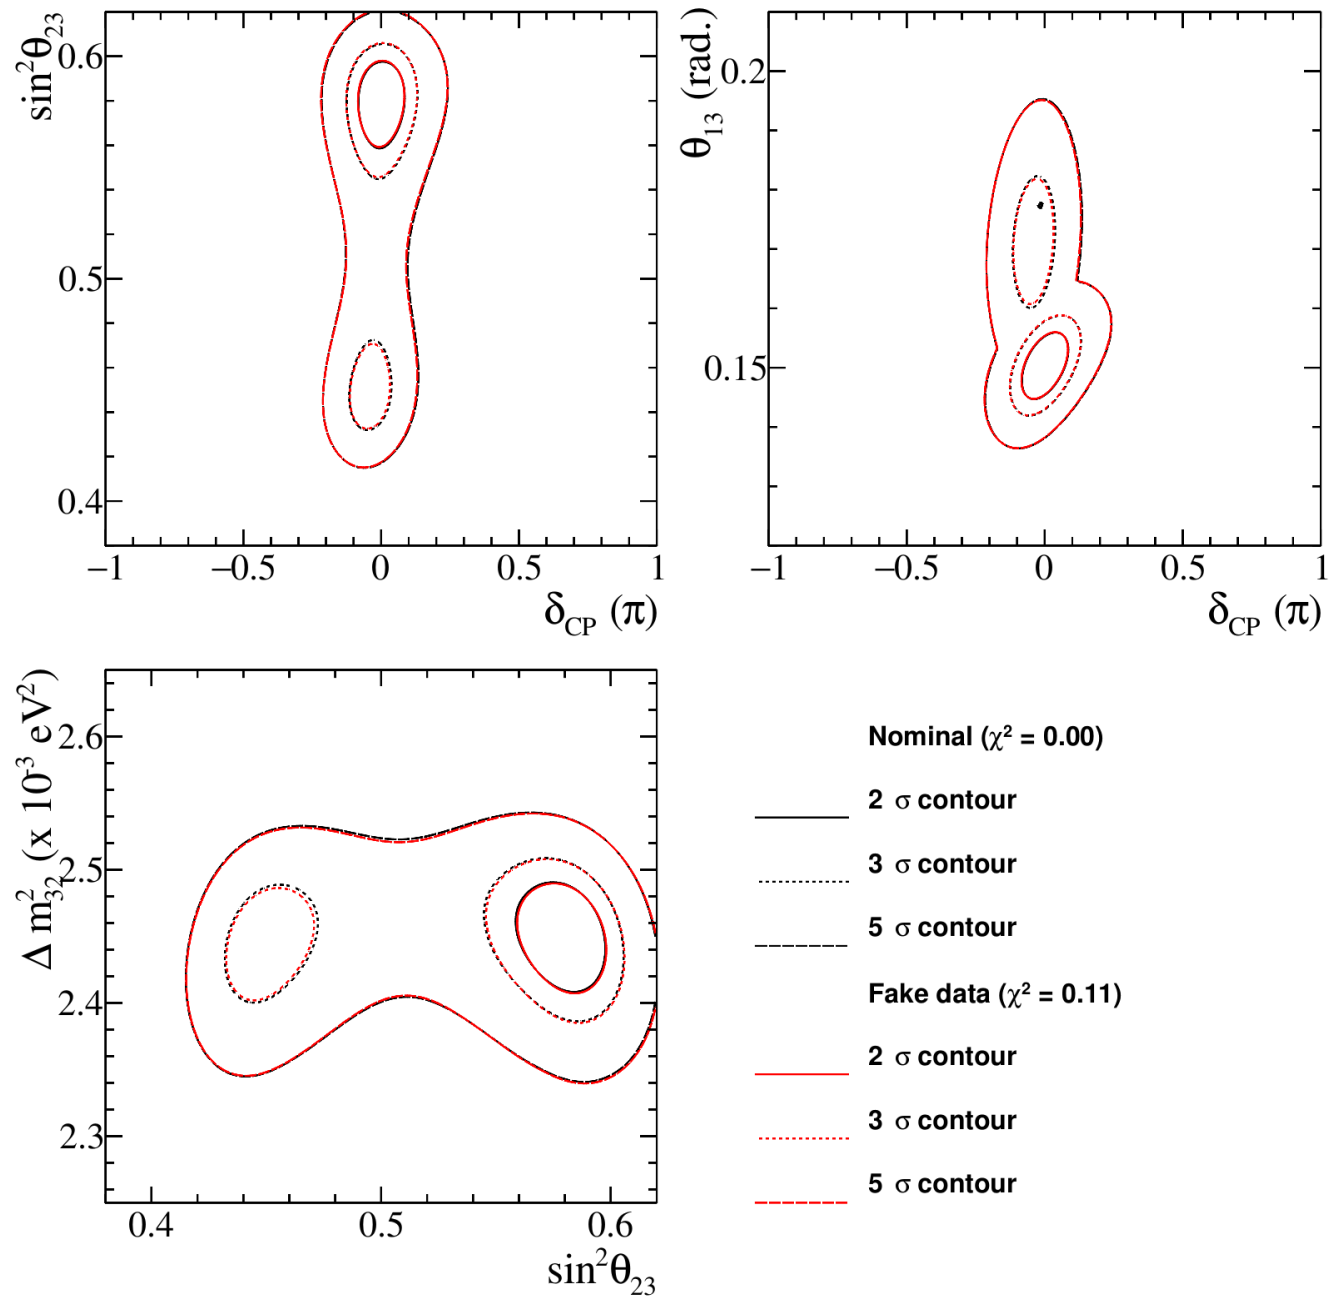 sin²θ₂₃
0.6
0.5
0.4
−1 −0.5 0 0.5 1
δCP (π)
θ₁₃ (rad.)
0.2
0.15
−1 −0.5 0 0.5 1
δCP (π)
Δ m²₃₂ (x 10⁻³ eV²)
2.6
2.5
2.4
2.3
0.4 0.5 0.6
sin²θ₂₃
Nominal (χ² = 0.00)
2 σ contour
3 σ contour
5 σ contour
Fake data (χ² = 0.11)
2 σ contour
3 σ contour
5 σ contour